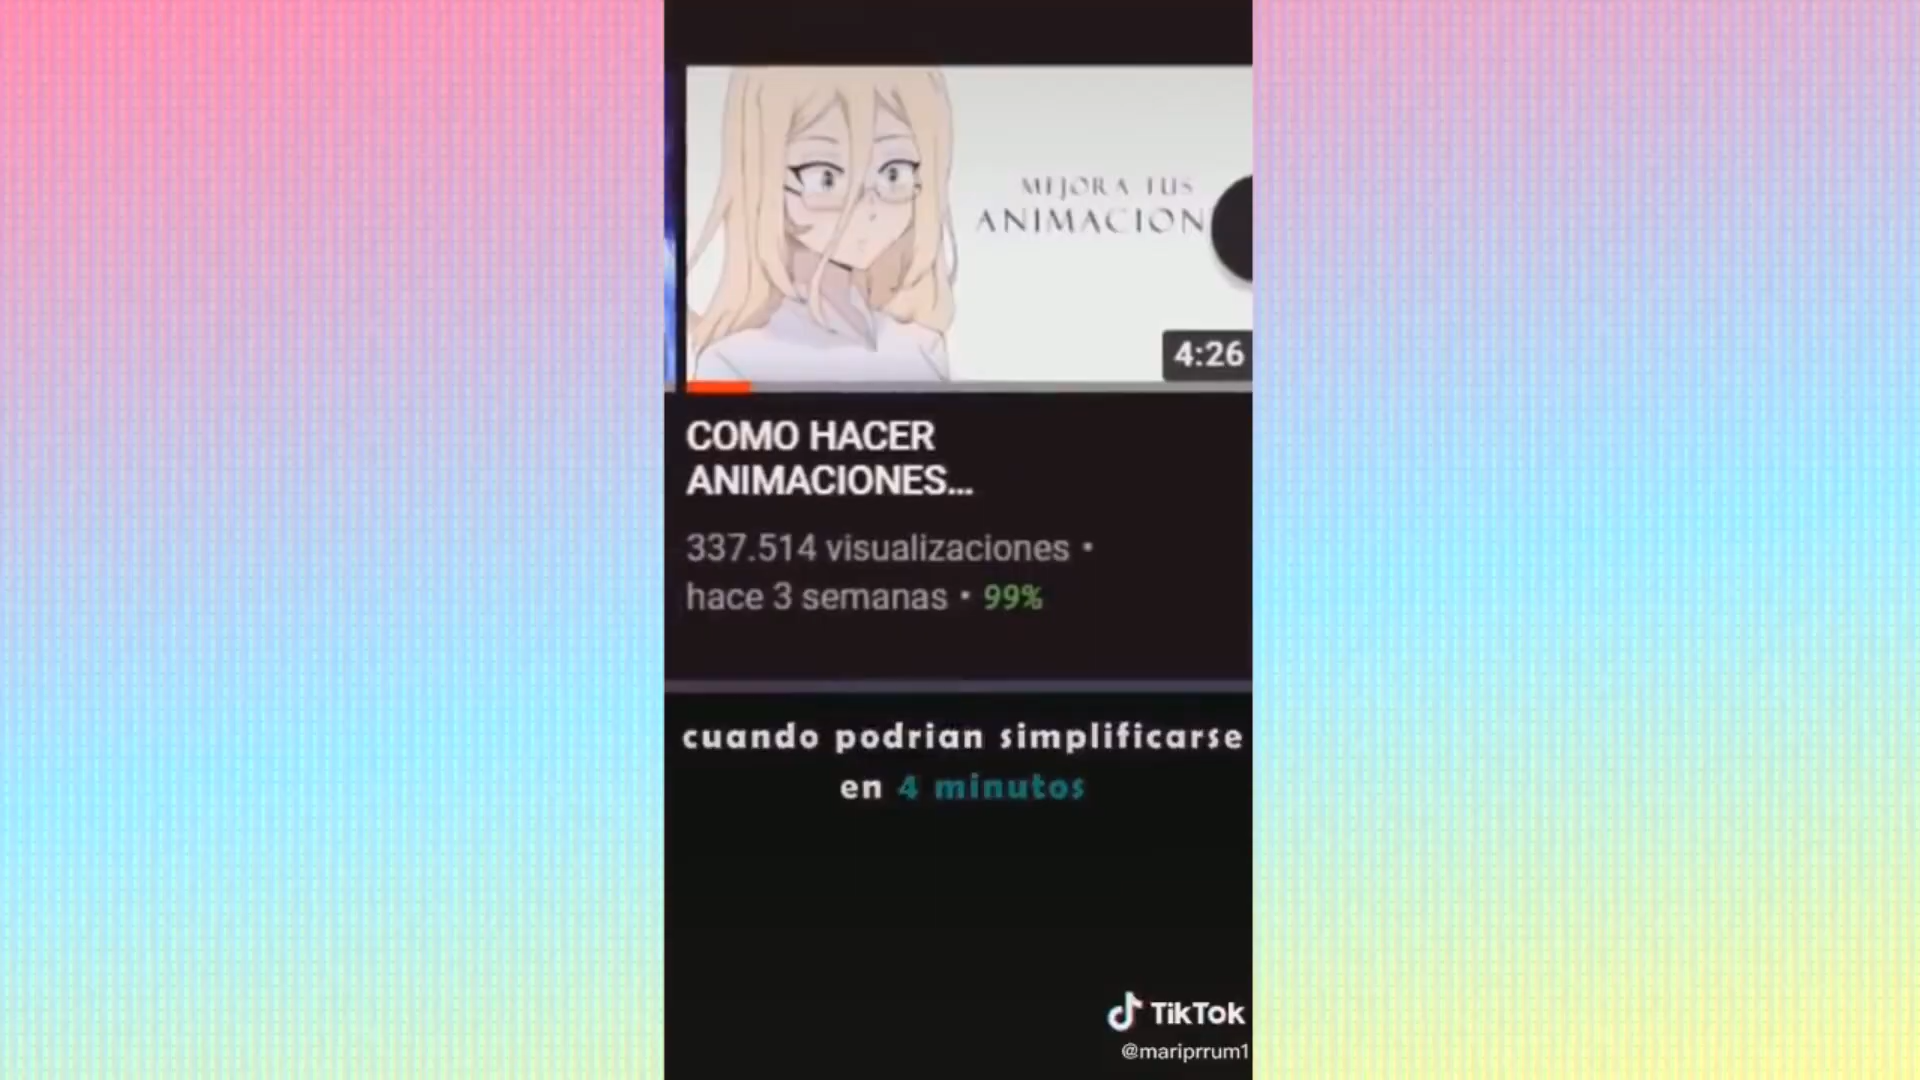 MEJORA TUS
ANIMACION
4:26
COMO HACER
ANIMACIONES...
337.514 visualizaciones •
hace 3 semanas • 99%
cuando podrian simplificarse
en 4 minutos
TikTok
@mariprrum1